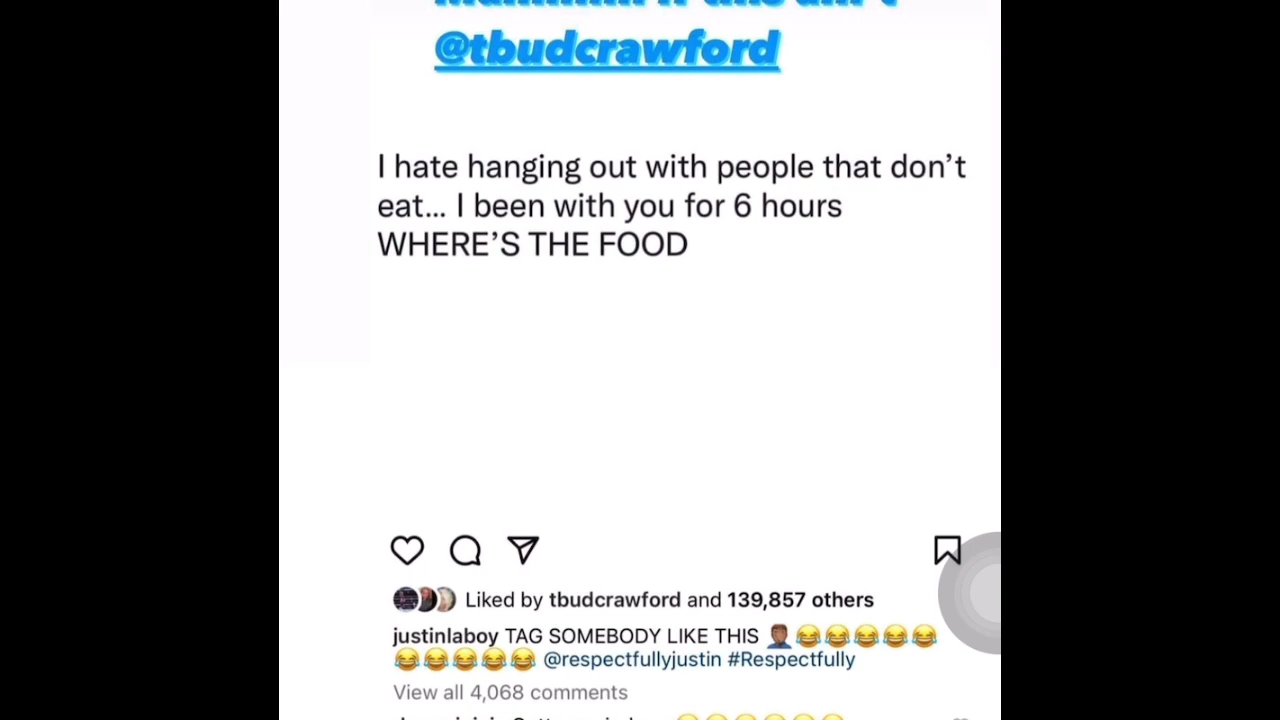 @tbudcrawford
I hate hanging out with people that don't
eat... I been with you for 6 hours
WHERE'S THE FOOD
Liked by tbudcrawford and 139,857 others
justinlaboy TAG SOMEBODY LIKE THIS 🤦🏾‍♂️😂😂😂😂😂
😂😂😂😂😂 @respectfullyjustin #Respectfully
View all 4,068 comments